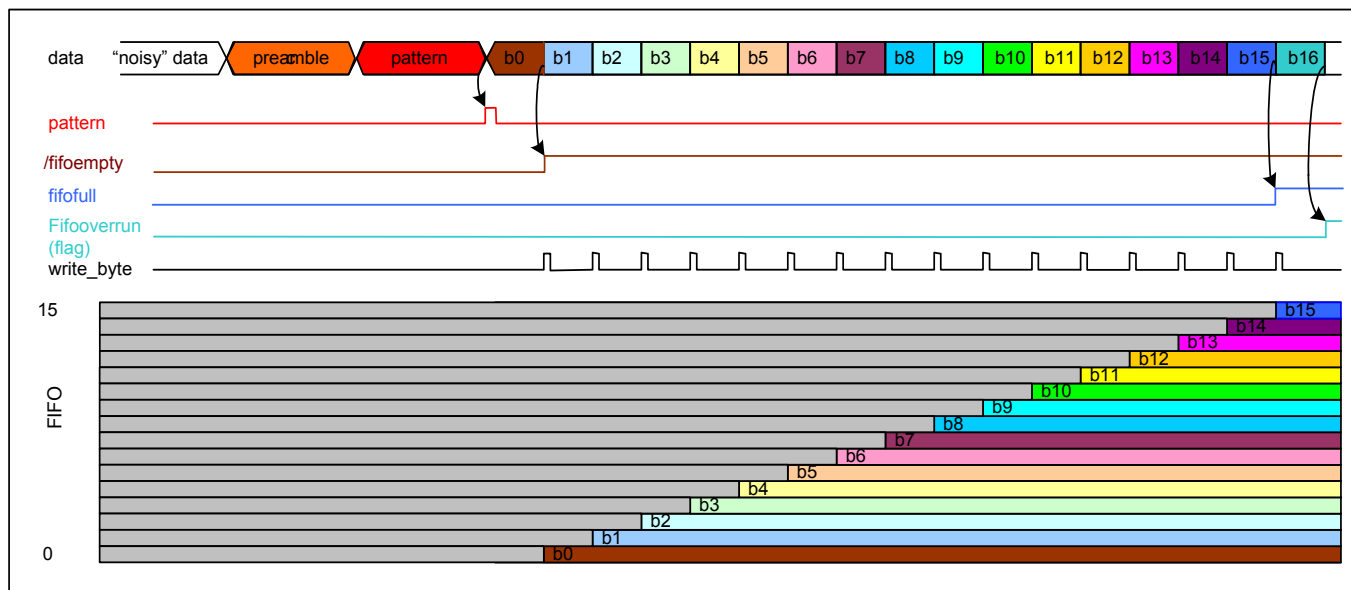 data “noisy” data preamble pattern b0 b1 b2 b3 b4 b5 b6 b7 b8 b9 b10 b11 b12 b13 b14 b15 b16
pattern
/fifoempty
fifofull
Fifooverrun
(flag)
write_byte
15
b15
b14
b13
b12
b11
b10
b9
b8
FIFO
b7
b6
b5
b4
b3
b2
b1
0
b0